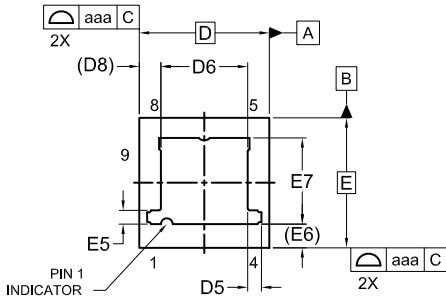 aaa C
2X
D
A
(D8)
D6
8
5
B
9
E7
E
E5
(E6)
PIN 1
INDICATOR
1
4
D5
aaa C
2X